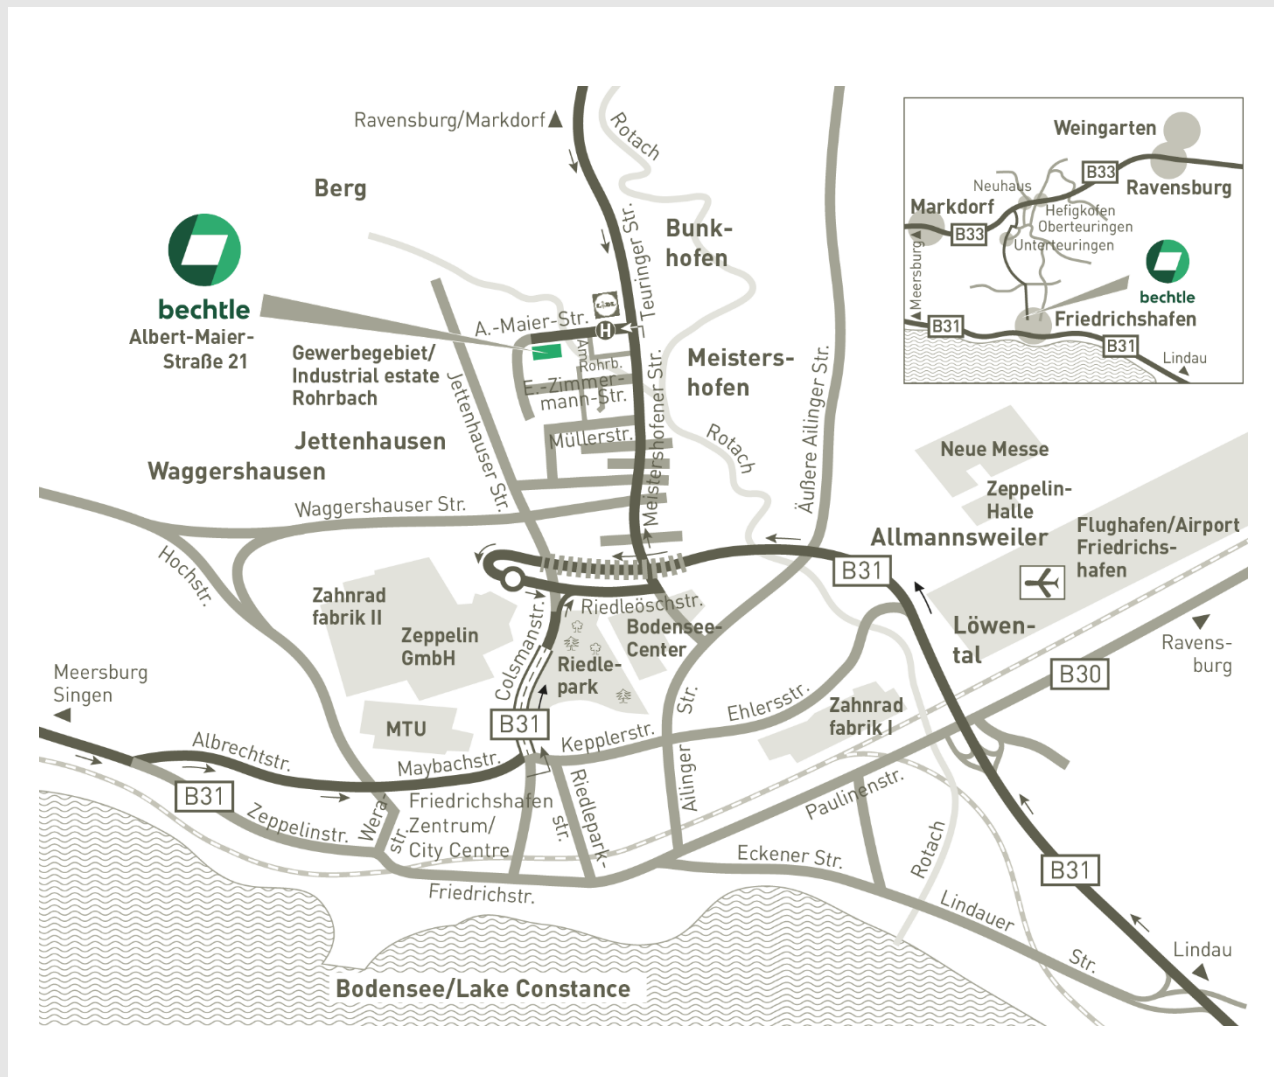 Ravensburg/Markdorf
Rotach
Berg
Teuringer Str.
Bunk-
hofen
bechtle
Albert-Maier-
Straße 21
A.-Maier-Str.
LIDL
H
Am
Rohrb.
E.-Zimmer-
mann-Str.
Gewerbegebiet/
Industrial estate
Rohrbach
Jettenhauser Str.
Jettenhausen
Waggershausen
Müllerstr.
Meistershofener Str.
Meisters-
hofen
Rotach
Äußere Ailinger Str.
Waggershauser Str.
Hochstr.
Weingarten
B33
Ravensburg
Neuhaus
Markdorf
Hefigkofen
Oberteuringen
B33
Unterteuringen
Meersburg
bechtle
Friedrichshafen
B31
B31
Lindau
Neue Messe
Zeppelin-
Halle
Flughafen/Airport
Friedrichs-
hafen
Allmannsweiler
B31
Löwen-
tal
Ravens-
burg
B30
Zahnrad
fabrik II
Zeppelin
GmbH
Colsmanstr.
Riedleöschstr.
Bodensee-
Center
Riedle-
park
MTU
B31
Kepplerstr.
Ehlersstr.
Zahnrad
fabrik I
Ailinger
Str.
Meersburg
Singen
Albrechtstr.
Maybachstr.
B31
Zeppelinstr.
Wera-
str.
Friedrichshafen
Zentrum/
City Centre
Riedlepark-
str.
Paulinenstr.
Friedrichstr.
Eckener Str.
Rotach
B31
Lindauer
Str.
Lindau
Bodensee/Lake Constance